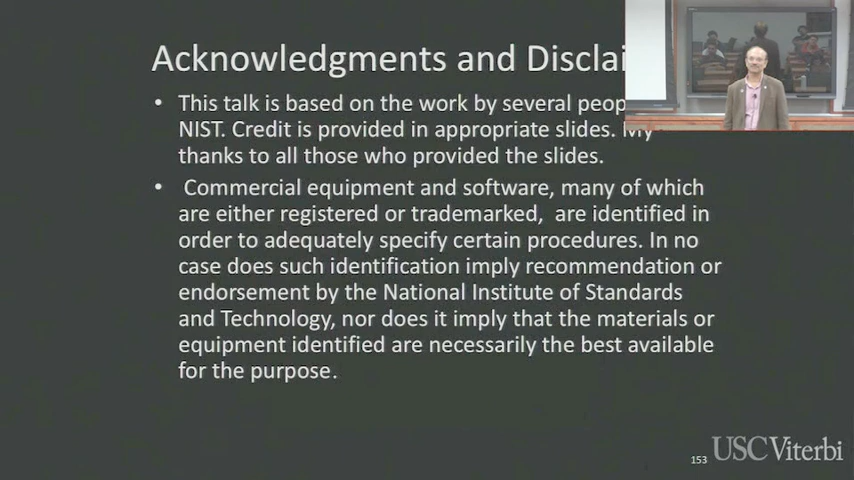 Acknowledgments and Disclai
• This talk is based on the work by several peop
NIST. Credit is provided in appropriate slides. My
thanks to all those who provided the slides.
• Commercial equipment and software, many of which
are either registered or trademarked, are identified in
order to adequately specify certain procedures. In no
case does such identification imply recommendation or
endorsement by the National Institute of Standards
and Technology, nor does it imply that the materials or
equipment identified are necessarily the best available
for the purpose.
153 USC Viterbi